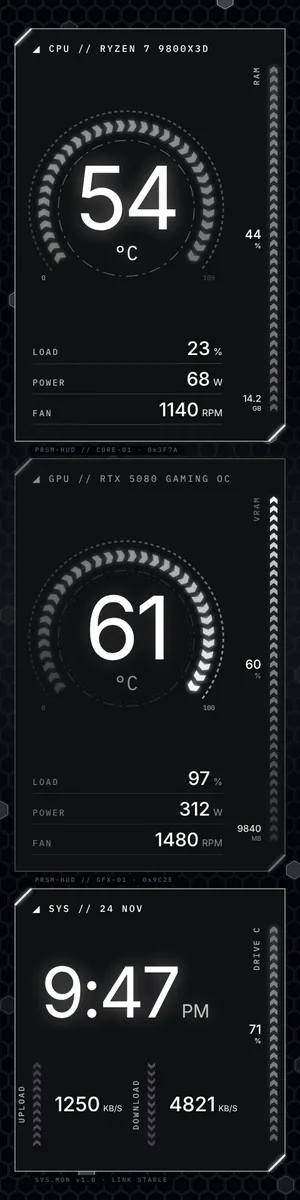 CPU // RYZEN 7 9800X3D
RAM
54
°C
0
100
44
%
LOAD 23 %
POWER 68 W
14.2
GB
FAN 1140 RPM
PRSM-HUD // CORE-01 · 0x3F7A
GPU // RTX 5080 GAMING OC
VRAM
61
°C
0
100
60
%
LOAD 97 %
POWER 312 W
9840
MB
FAN 1480 RPM
PRSM-HUD // GFX-01 · 0x9C2E
SYS // 24 NOV
DRIVE C
9:47 PM
71
%
UPLOAD
1250 KB/S
DOWNLOAD
4821 KB/S
SYS.MON v1.0 · LINK STABLE